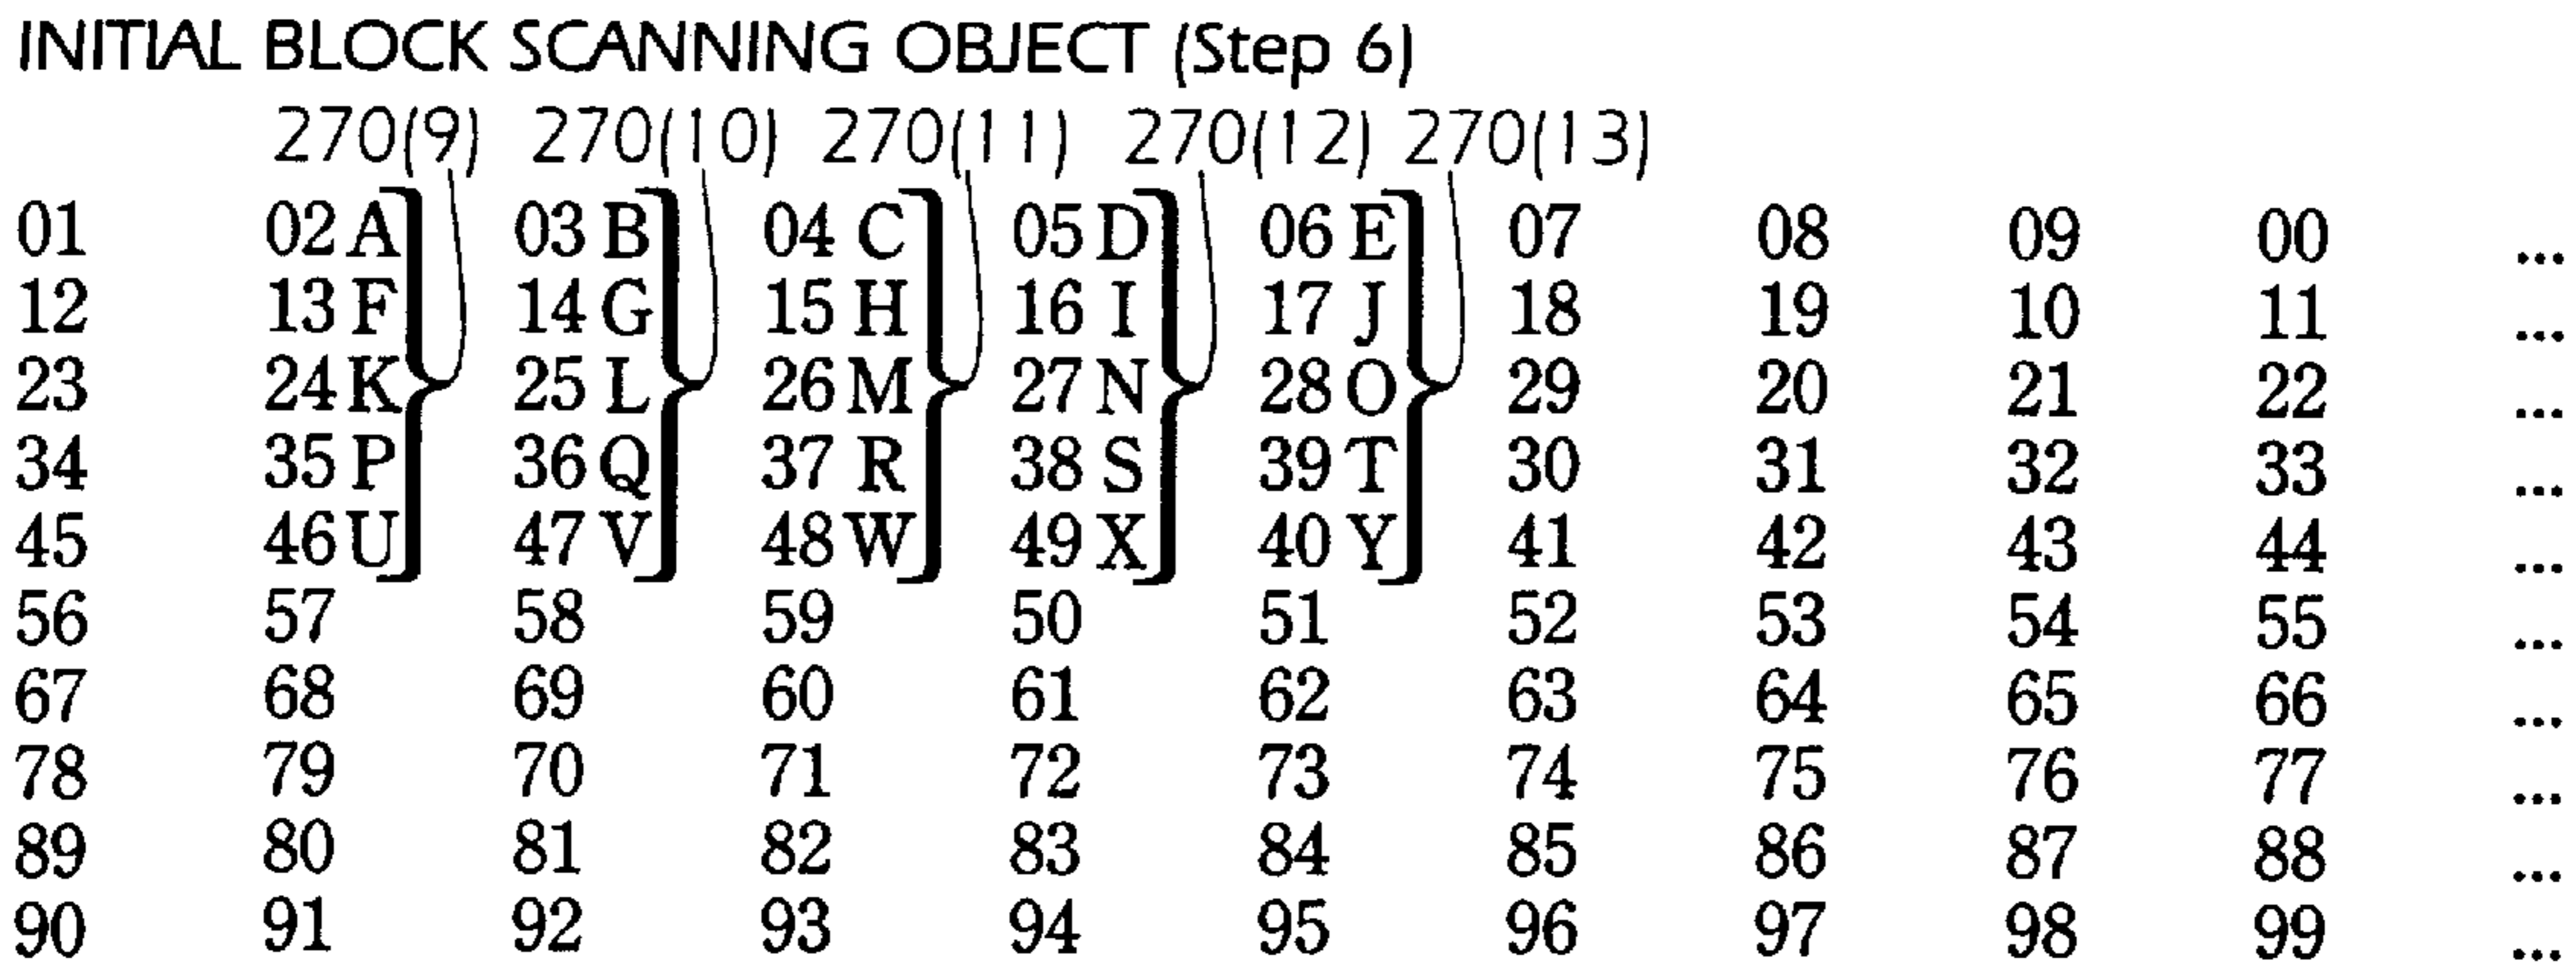 INITIAL BLOCK SCANNING OBJECT (Step 6)
270(9) 270(10) 270(11) 270(12) 270(13)
01 02 A 03 B 04 C 05 D 06 E 07 08 09 00 ...
12 13 F 14 G 15 H 16 I 17 J 18 19 10 11 ...
23 24 K 25 L 26 M 27 N 28 O 29 20 21 22 ...
34 35 P 36 Q 37 R 38 S 39 T 30 31 32 33 ...
45 46 U 47 V 48 W 49 X 40 Y 41 42 43 44 ...
56 57 58 59 50 51 52 53 54 55 ...
67 68 69 60 61 62 63 64 65 66 ...
78 79 70 71 72 73 74 75 76 77 ...
89 80 81 82 83 84 85 86 87 88 ...
90 91 92 93 94 95 96 97 98 99 ...